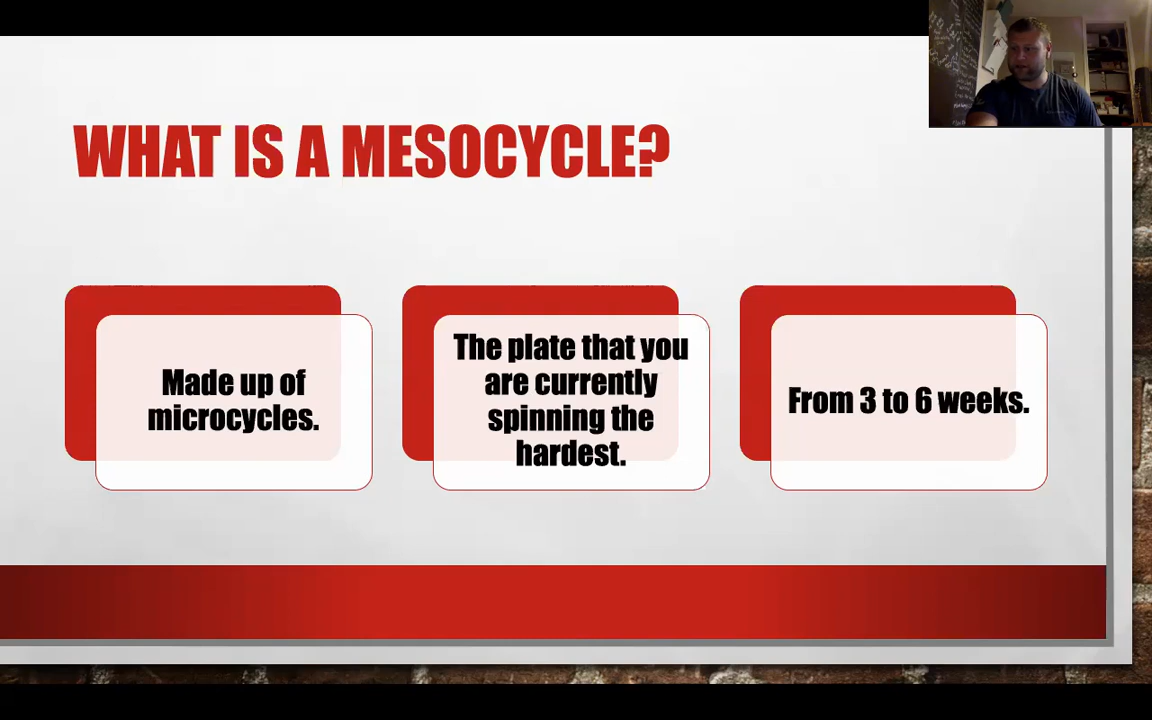 WHAT IS A MESOCYCLE?
Made up of
microcycles.
The plate that you
are currently
spinning the
hardest.
From 3 to 6 weeks.